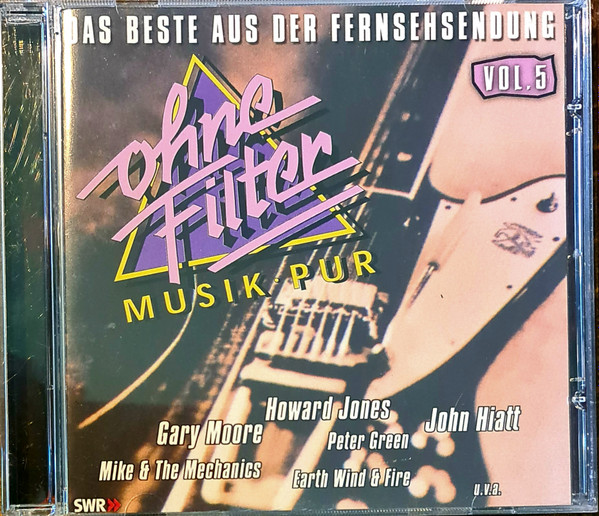 DAS BESTE AUS DER FERNSEHSENDUNG
VOL. 5
ohne
Filter
MUSIK PUR
Howard Jones
John Hiatt
Gary Moore
Peter Green
Mike & The Mechanics
Earth Wind & Fire
u.v.a.
SWR